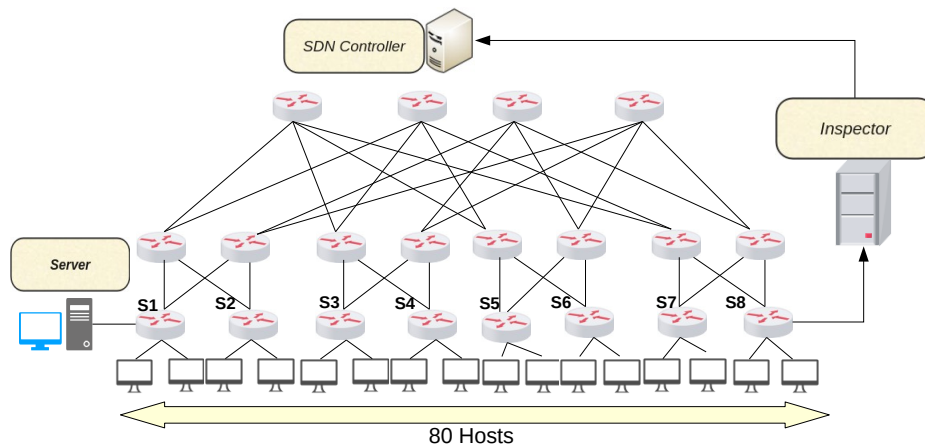 SDN Controller
Inspector
Server
S1 S2 S3 S4 S5 S6 S7 S8
80 Hosts